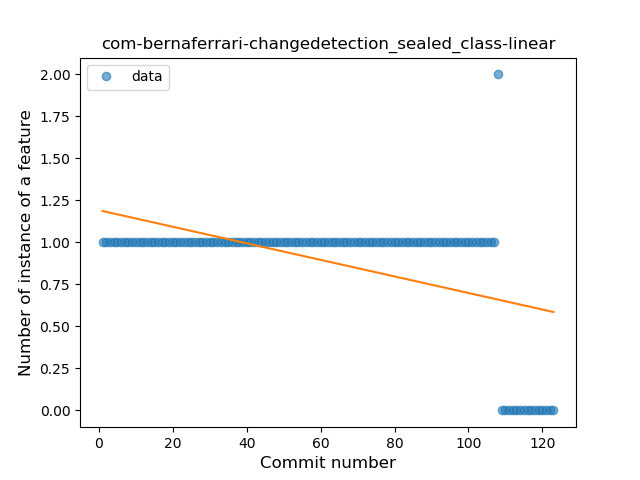 com-bernaferrari-changedetection_sealed_class-linear
data
Number of instance of a feature
2.00
1.75
1.50
1.25
1.00
0.75
0.50
0.25
0.00
0 20 40 60 80 100 120
Commit number